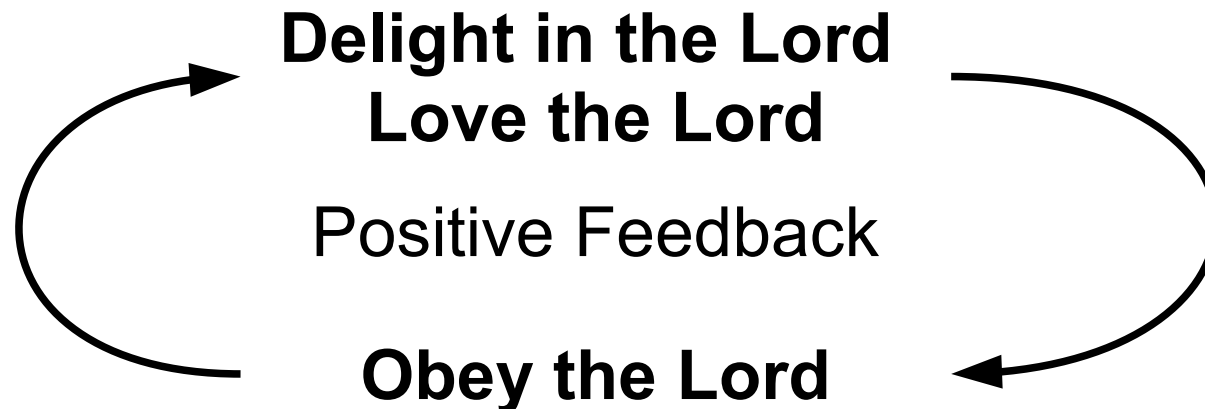 Delight in the Lord
Love the Lord
Positive Feedback
Obey the Lord